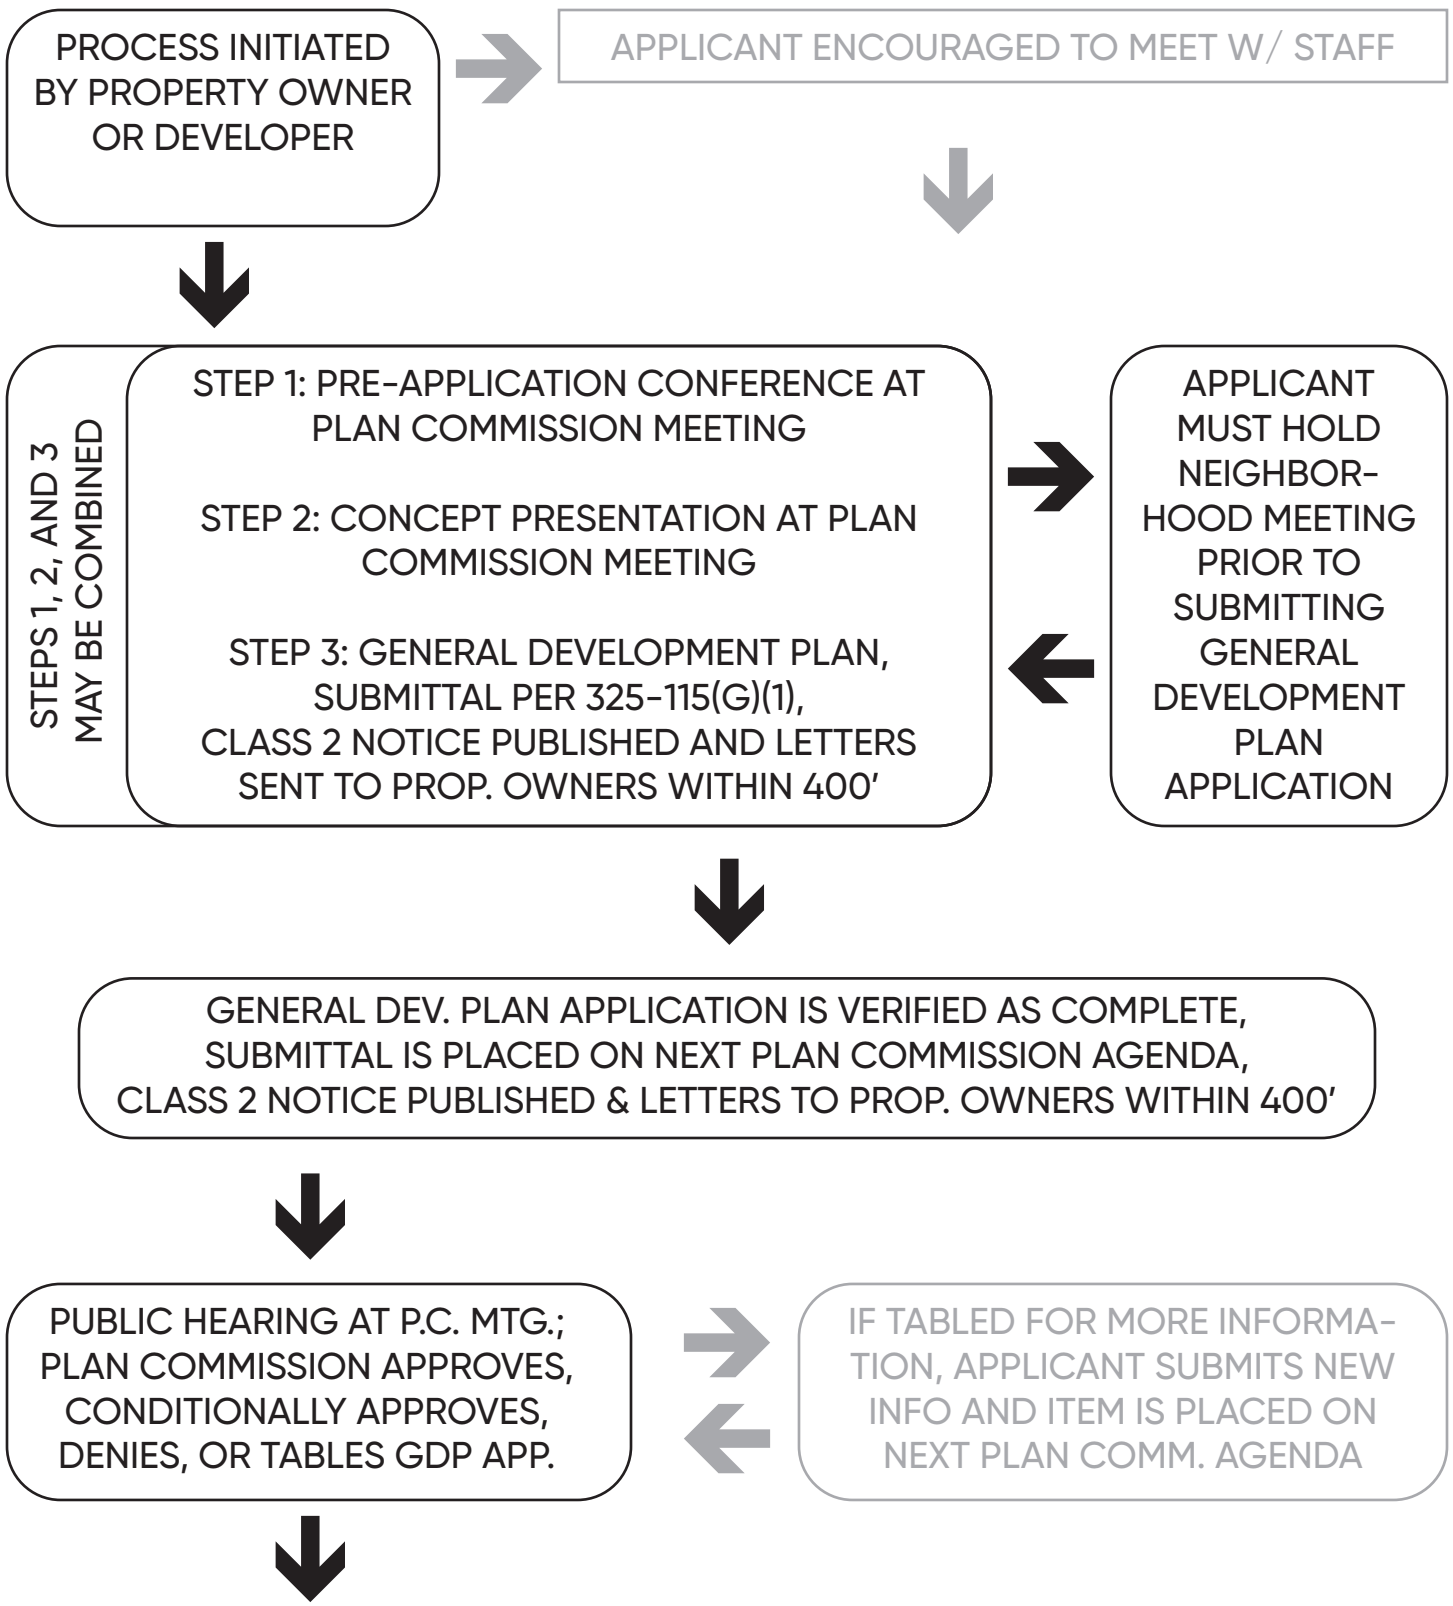 PROCESS INITIATED
BY PROPERTY OWNER
OR DEVELOPER
APPLICANT ENCOURAGED TO MEET W/ STAFF
STEPS 1, 2, AND 3
MAY BE COMBINED
STEP 1: PRE-APPLICATION CONFERENCE AT
PLAN COMMISSION MEETING
STEP 2: CONCEPT PRESENTATION AT PLAN
COMMISSION MEETING
STEP 3: GENERAL DEVELOPMENT PLAN,
SUBMITTAL PER 325-115(G)(1),
CLASS 2 NOTICE PUBLISHED AND LETTERS
SENT TO PROP. OWNERS WITHIN 400'
APPLICANT
MUST HOLD
NEIGHBOR-
HOOD MEETING
PRIOR TO
SUBMITTING
GENERAL
DEVELOPMENT
PLAN
APPLICATION
GENERAL DEV. PLAN APPLICATION IS VERIFIED AS COMPLETE,
SUBMITTAL IS PLACED ON NEXT PLAN COMMISSION AGENDA,
CLASS 2 NOTICE PUBLISHED & LETTERS TO PROP. OWNERS WITHIN 400'
PUBLIC HEARING AT P.C. MTG.;
PLAN COMMISSION APPROVES,
CONDITIONALLY APPROVES,
DENIES, OR TABLES GDP APP.
IF TABLED FOR MORE INFORMA-
TION, APPLICANT SUBMITS NEW
INFO AND ITEM IS PLACED ON
NEXT PLAN COMM. AGENDA